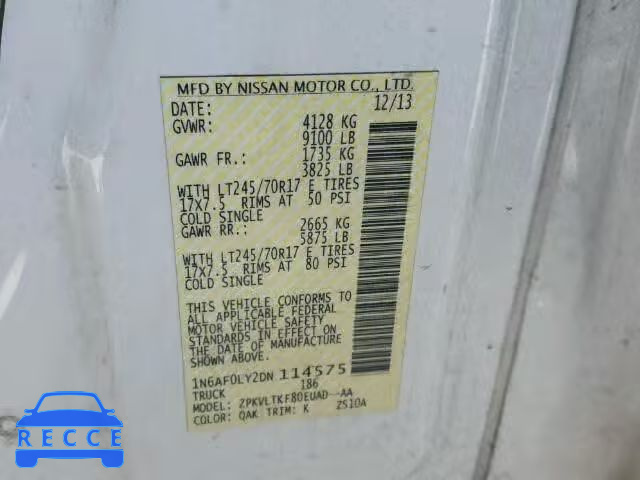 MFD BY NISSAN MOTOR CO., LTD.
DATE: 12/13
GVWR: 4128 KG
9100 LB
GAWR FR.: 1735 KG
3825 LB
WITH LT245/70R17 E TIRES
17X7.5 RIMS AT 50 PSI
COLD SINGLE
GAWR RR.: 2665 KG
5875 LB
WITH LT245/70R17 E TIRES
17X7.5 RIMS AT 80 PSI
COLD SINGLE
THIS VEHICLE CONFORMS TO
ALL APPLICABLE FEDERAL
MOTOR VEHICLE SAFETY
STANDARDS IN EFFECT ON
THE DATE OF MANUFACTURE
SHOWN ABOVE.
1N6AF0LY2DN 114575
TRUCK 186
MODEL: ZPKVLTKF80EUAD--AA
COLOR: QAK TRIM: K ZS10A
RECCE